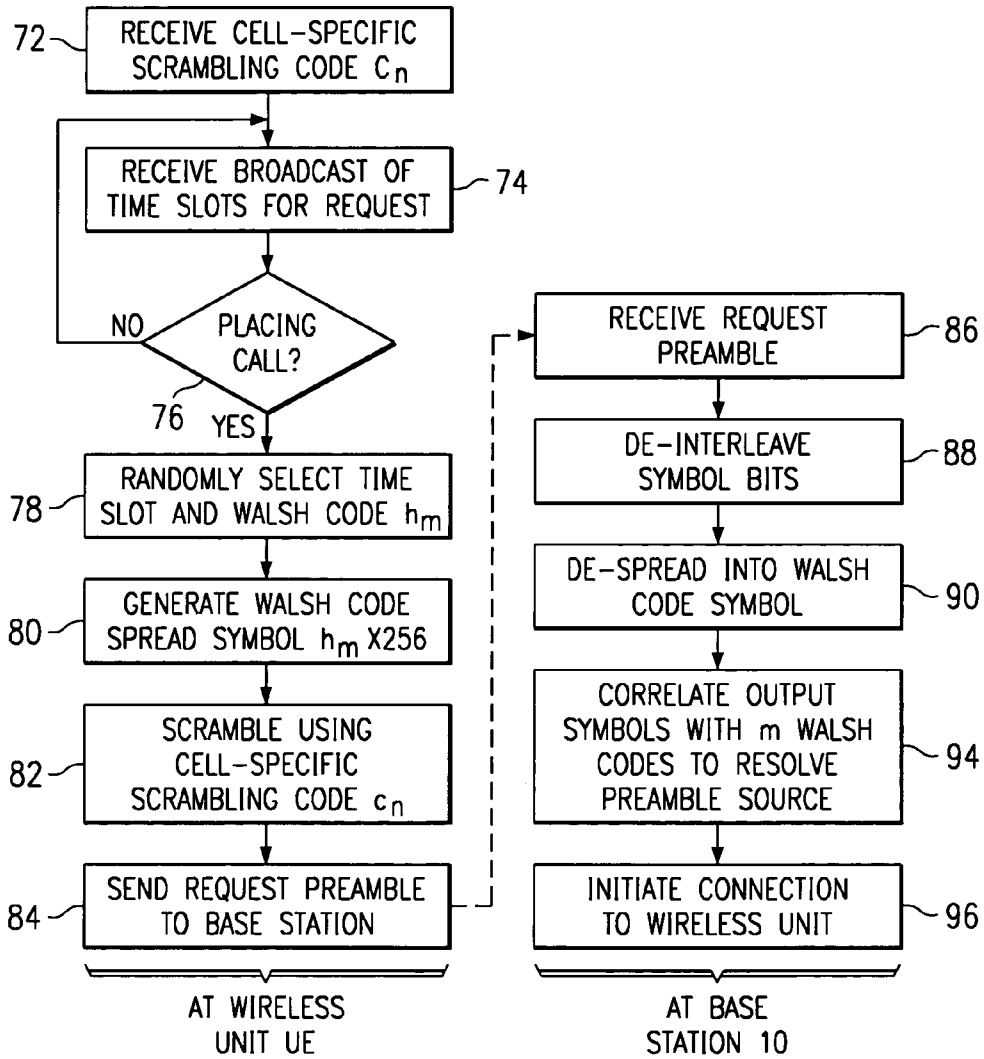 72
RECEIVE CELL-SPECIFIC
SCRAMBLING CODE Cn
RECEIVE BROADCAST OF
TIME SLOTS FOR REQUEST
74
NO
PLACING
CALL?
76
YES
78
RANDOMLY SELECT TIME
SLOT AND WALSH CODE hm
80
GENERATE WALSH CODE
SPREAD SYMBOL hm X256
82
SCRAMBLE USING
CELL-SPECIFIC
SCRAMBLING CODE cn
84
SEND REQUEST PREAMBLE
TO BASE STATION
AT WIRELESS
UNIT UE
RECEIVE REQUEST
PREAMBLE
86
DE-INTERLEAVE
SYMBOL BITS
88
DE-SPREAD INTO WALSH
CODE SYMBOL
90
CORRELATE OUTPUT
SYMBOLS WITH m WALSH
CODES TO RESOLVE
PREAMBLE SOURCE
94
INITIATE CONNECTION
TO WIRELESS UNIT
96
AT BASE
STATION 10